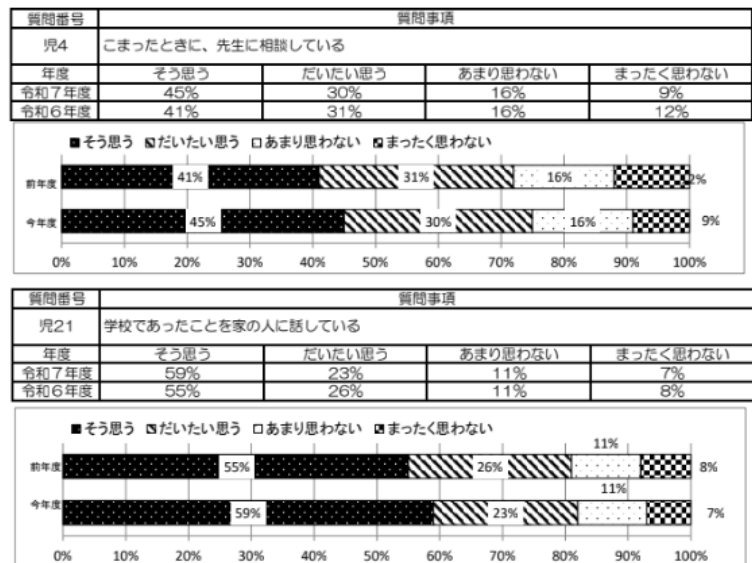 質問番号 質問事項
児4 こまったときに、先生に相談している
年度 そう思う だいたい思う あまり思わない まったく思わない
令和7年度 45% 30% 16% 9%
令和6年度 41% 31% 16% 12%
そう思う だいたい思う あまり思わない まったく思わない
前年度 41% 31% 16% 2%
今年度 45% 30% 16% 9%
0% 10% 20% 30% 40% 50% 60% 70% 80% 90% 100%
質問番号 質問事項
児21 学校であったことを家の人に話している
年度 そう思う だいたい思う あまり思わない まったく思わない
令和7年度 59% 23% 11% 7%
令和6年度 55% 26% 11% 8%
そう思う だいたい思う あまり思わない まったく思わない
11%
前年度 55% 26% 8%
11%
今年度 59% 23% 7%
0% 10% 20% 30% 40% 50% 60% 70% 80% 90% 100%